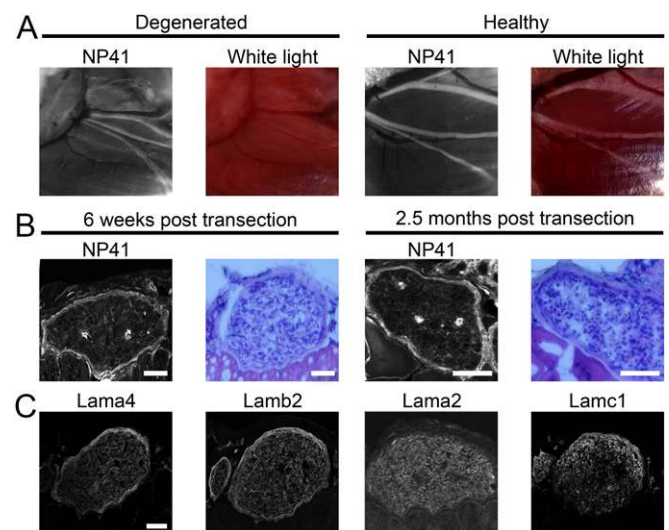 A
Degenerated
Healthy
NP41
White light
NP41
White light
B
6 weeks post transection
2.5 months post transection
NP41
NP41
C
Lama4
Lamb2
Lama2
Lamc1